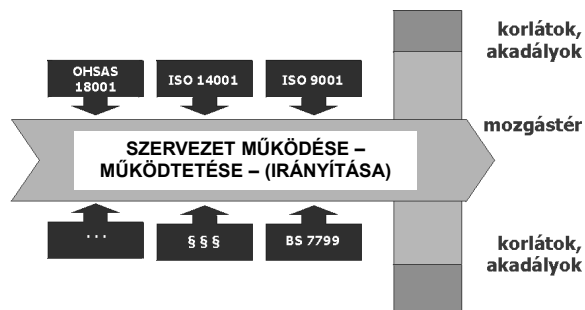 korlátok,
akadályok
OHSAS
18001
ISO 14001
ISO 9001
mozgástér
SZERVEZET MŰKÖDÉSE –
MŰKÖDTETÉSE – (IRÁNYÍTÁSA)
...
§ § §
BS 7799
korlátok,
akadályok